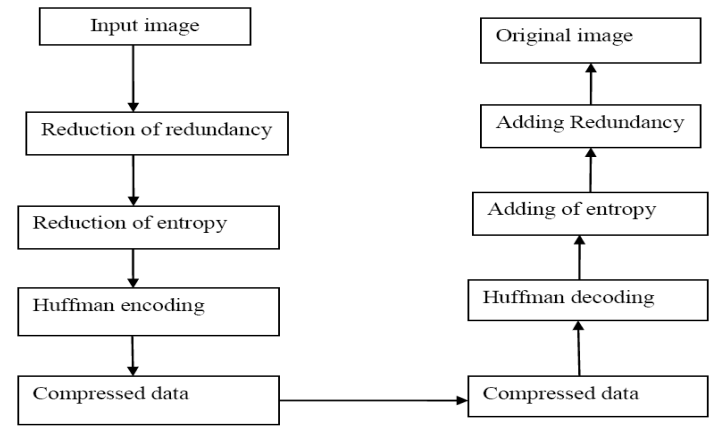 Input image
Reduction of redundancy
Reduction of entropy
Huffman encoding
Compressed data
Original image
Adding Redundancy
Adding of entropy
Huffman decoding
Compressed data